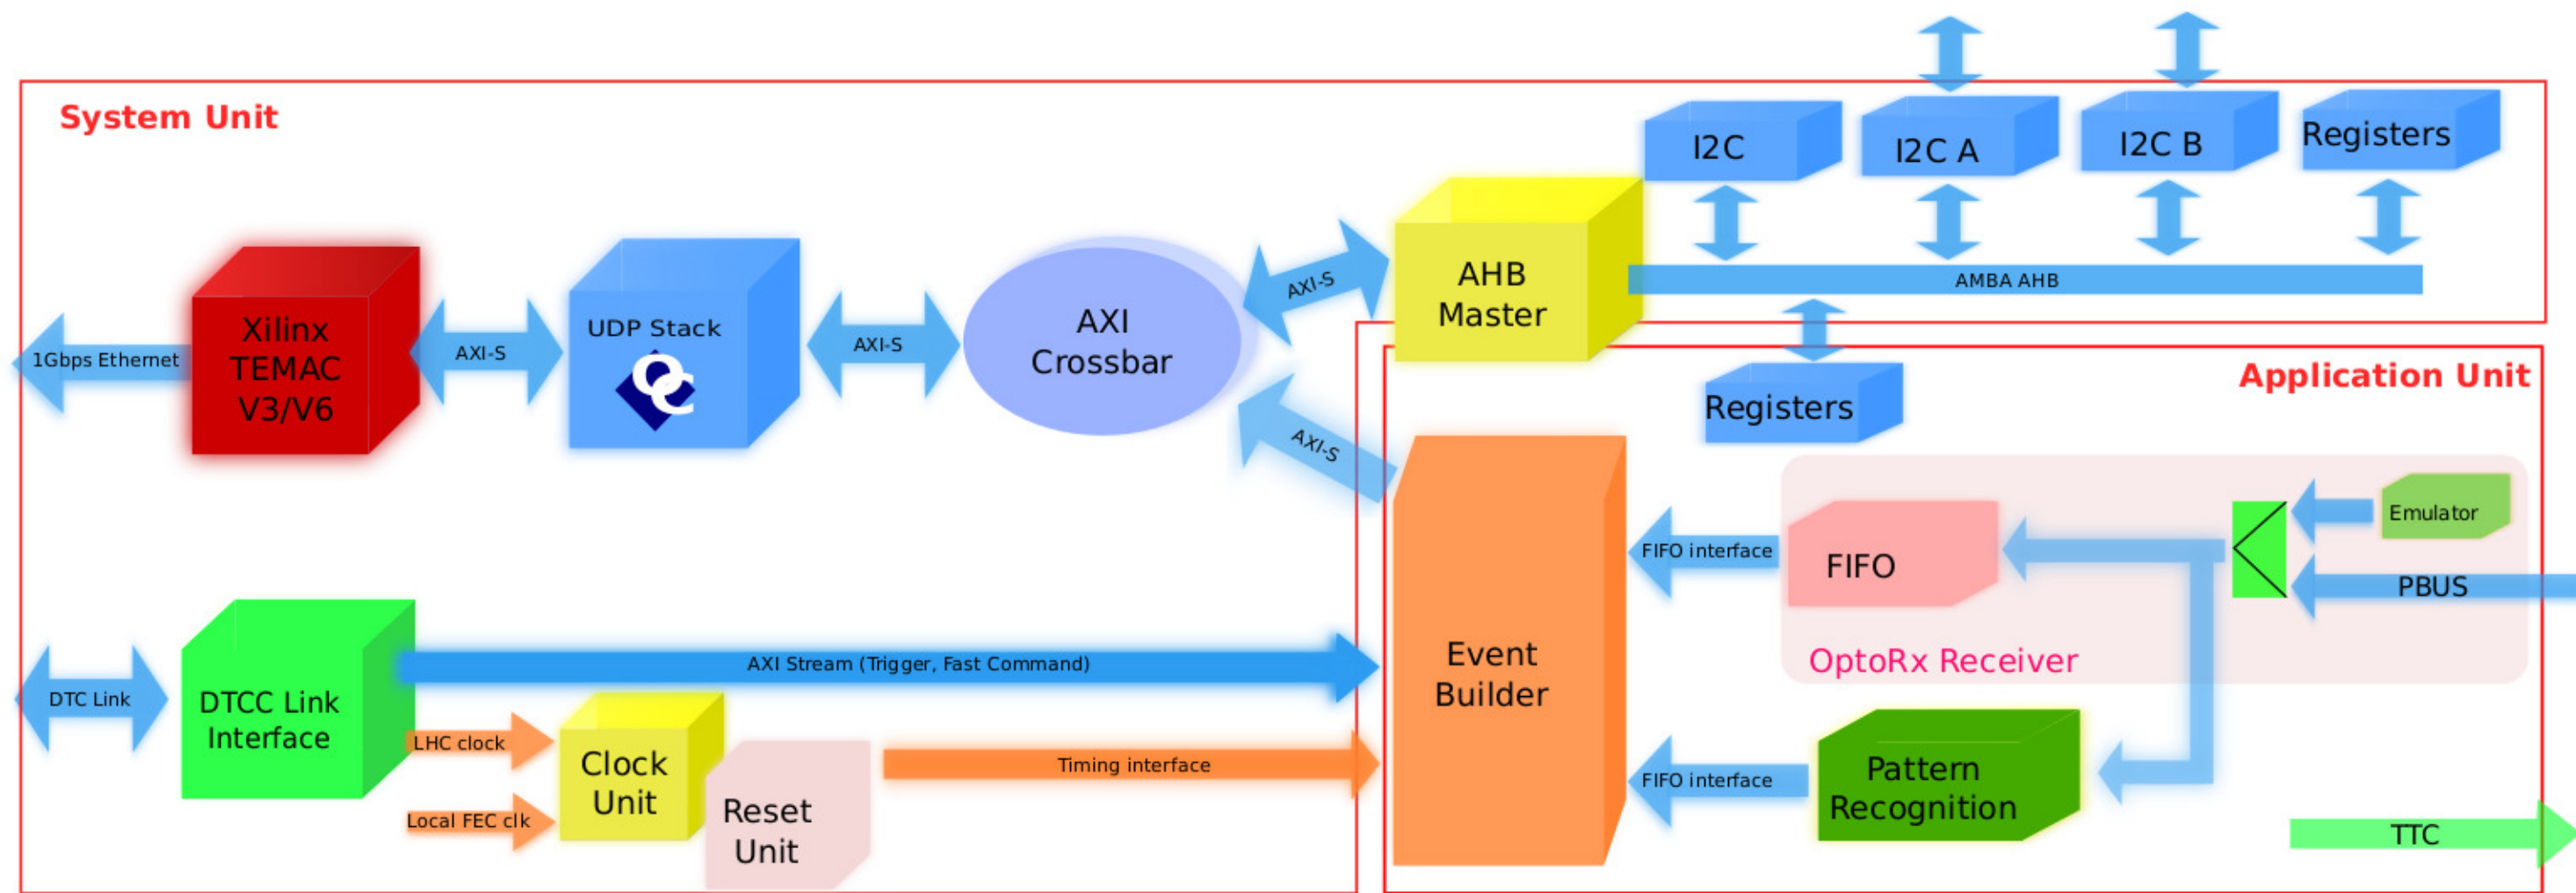 System Unit
I2C
I2C A
I2C B
Registers
AHB
Master
AMBA AHB
AXI-S
1Gbps Ethernet
Xilinx
TEMAC
V3/V6
AXI-S
UDP Stack
OC
AXI-S
AXI
Crossbar
AXI-S
Application Unit
Registers
Event
Builder
FIFO interface
FIFO
Emulator
PBUS
OptoRx Receiver
FIFO interface
Pattern
Recognition
TTC
DTC Link
DTCC Link
Interface
AXI Stream (Trigger, Fast Command)
LHC clock
Local FEC clk
Clock
Unit
Reset
Unit
Timing interface